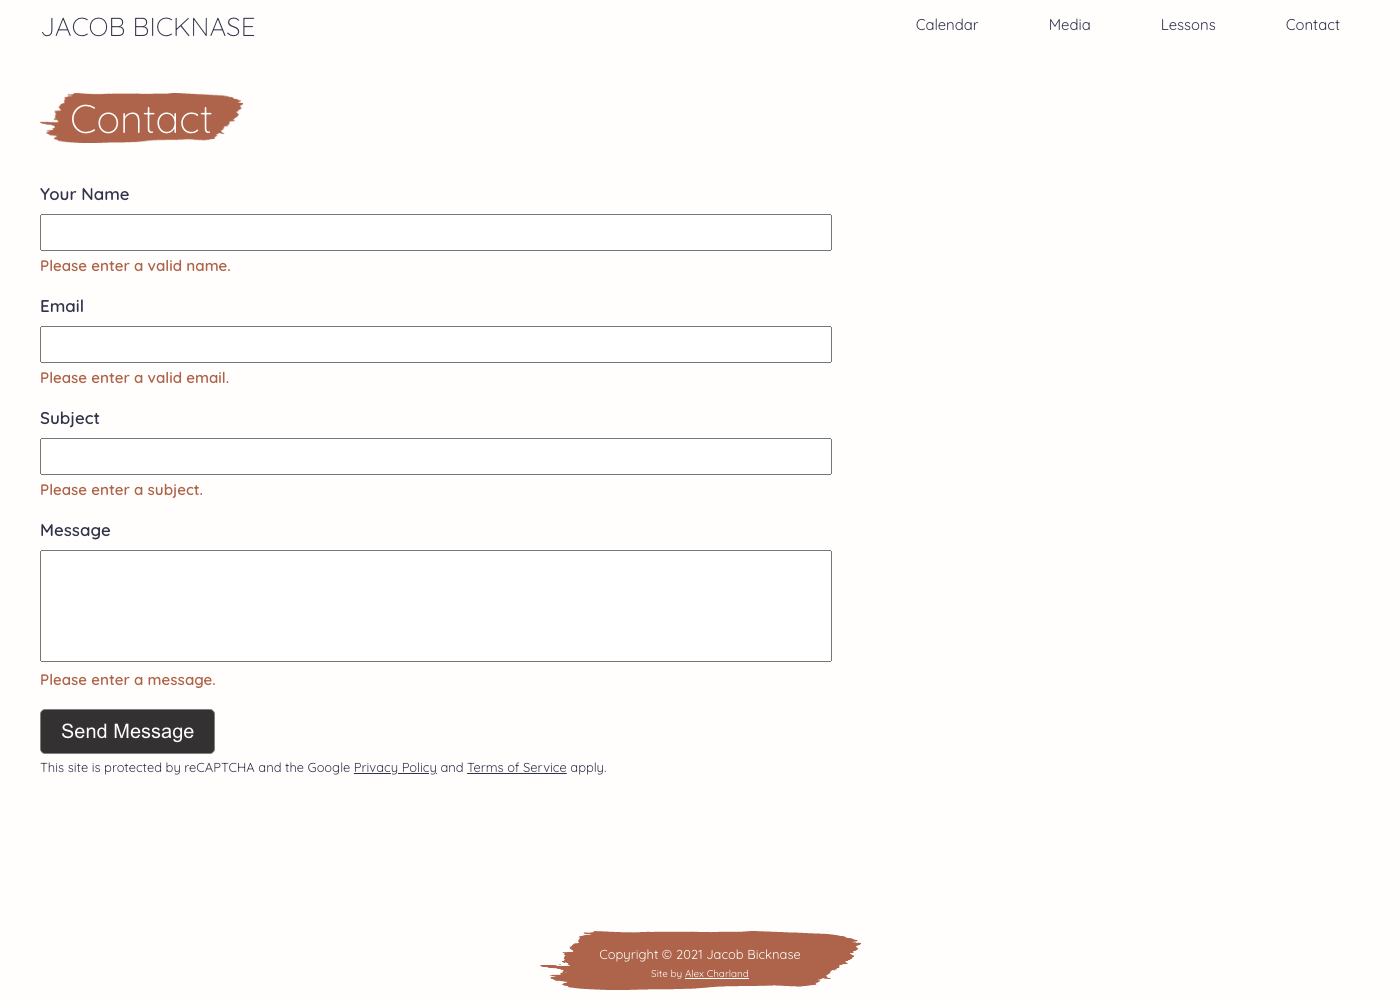 JACOB BICKNASE
Calendar Media Lessons Contact
Contact
Your Name
Please enter a valid name.
Email
Please enter a valid email.
Subject
Please enter a subject.
Message
Please enter a message.
Send Message
This site is protected by reCAPTCHA and the Google Privacy Policy and Terms of Service apply.
Copyright © 2021 Jacob Bicknase
Site by Alex Charland